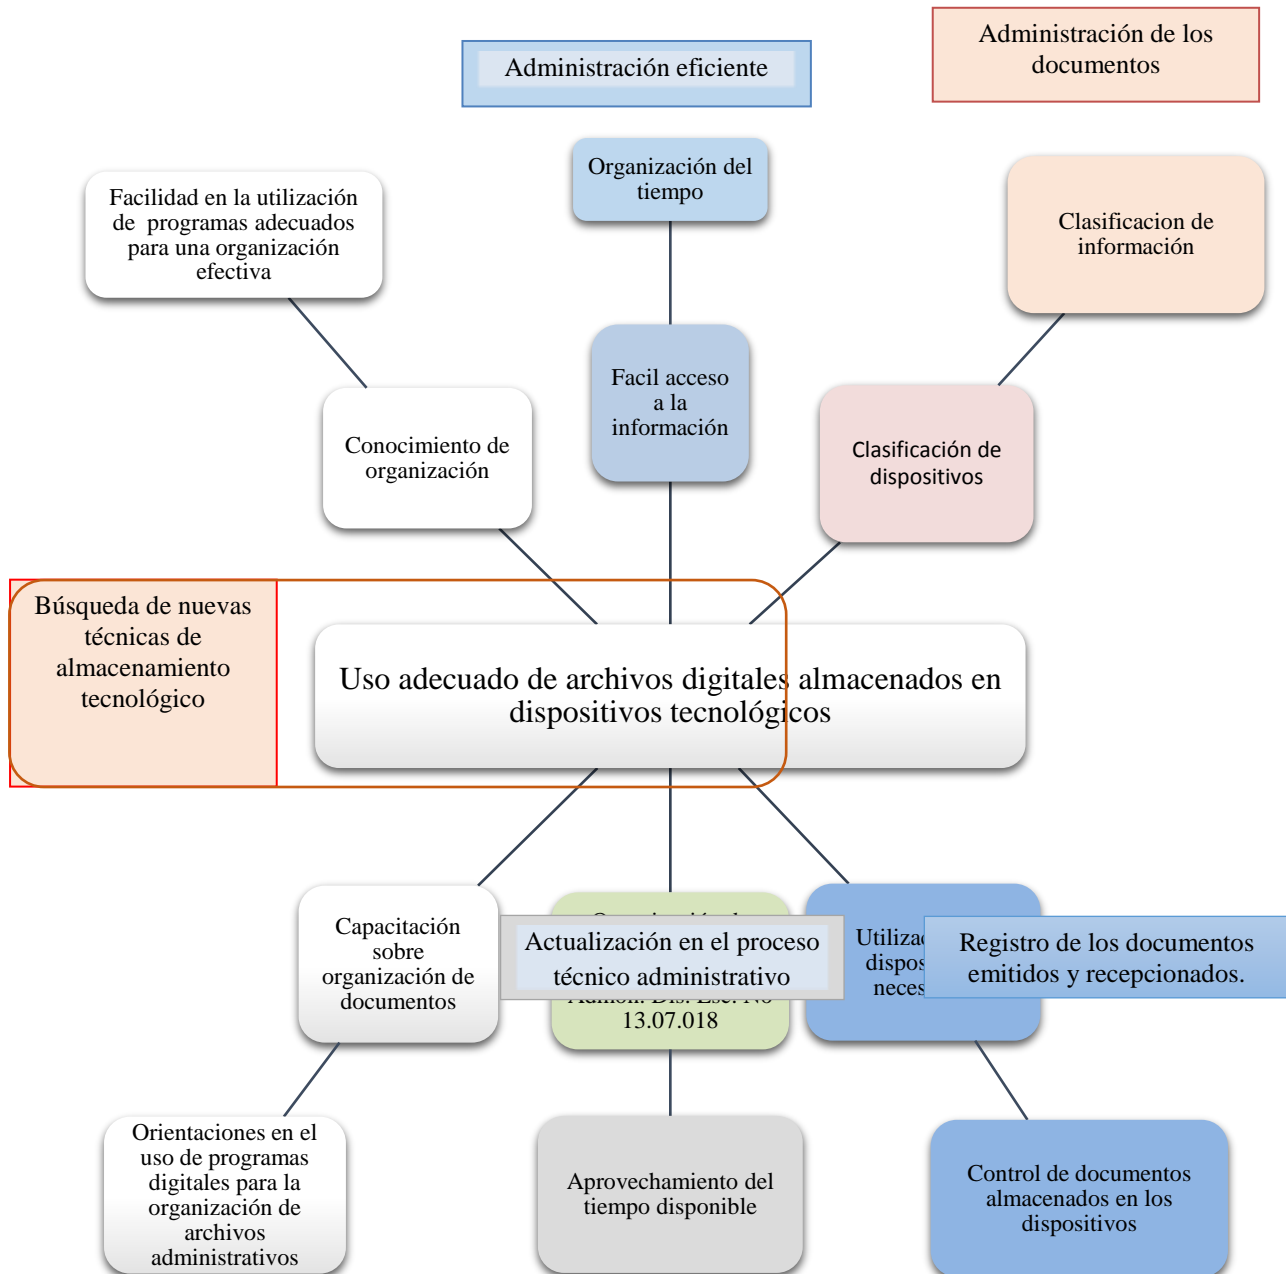 Administración de los
documentos
Administración eficiente
Organización del
tiempo
Facilidad en la utilización
de programas adecuados
para una organización
efectiva
Clasificacion de
información
Facil acceso
a la
información
Conocimiento de
organización
Clasificación de
dispositivos
Búsqueda de nuevas
técnicas de
almacenamiento
tecnológico
Uso adecuado de archivos digitales almacenados en
dispositivos tecnológicos
Capacitación
sobre
organización de
documentos
Actualización en el proceso
técnico administrativo
13.07.018
Registro de los documentos
emitidos y recepcionados.
Orientaciones en el
uso de programas
digitales para la
organización de
archivos
administrativos
Aprovechamiento del
tiempo disponible
Control de documentos
almacenados en los
dispositivos